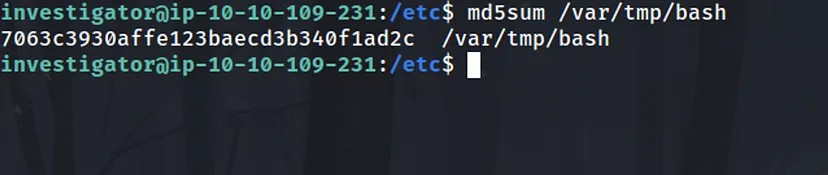 investigator@ip-10-10-109-231:/etc$ md5sum /var/tmp/bash
7063c3930affe123baecd3b340f1ad2c  /var/tmp/bash
investigator@ip-10-10-109-231:/etc$